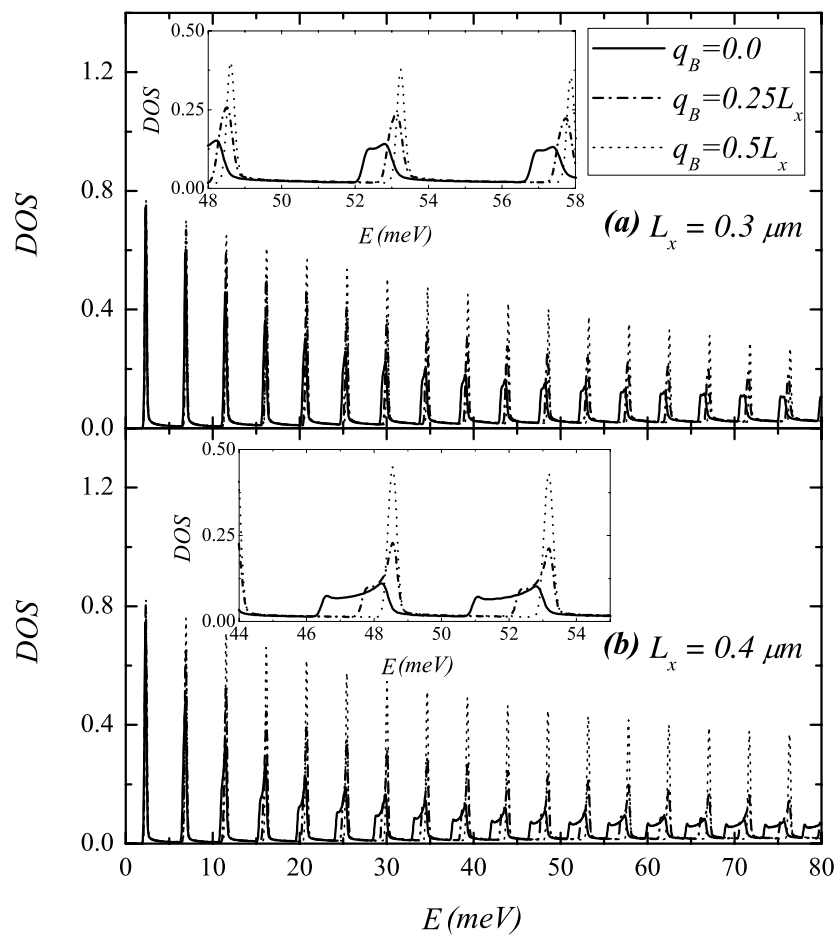 1.2
0.8
0.4
0.0
DOS
0.50
0.25
0.00
DOS
48 50 52 54 56 58
E (meV)
q_B=0.0
q_B=0.25L_x
q_B=0.5L_x
(a) L_x = 0.3 μm
1.2
0.8
0.4
0.0
DOS
0.50
0.25
0.00
DOS
44 46 48 50 52 54
E (meV)
(b) L_x = 0.4 μm
0 10 20 30 40 50 60 70 80
E (meV)